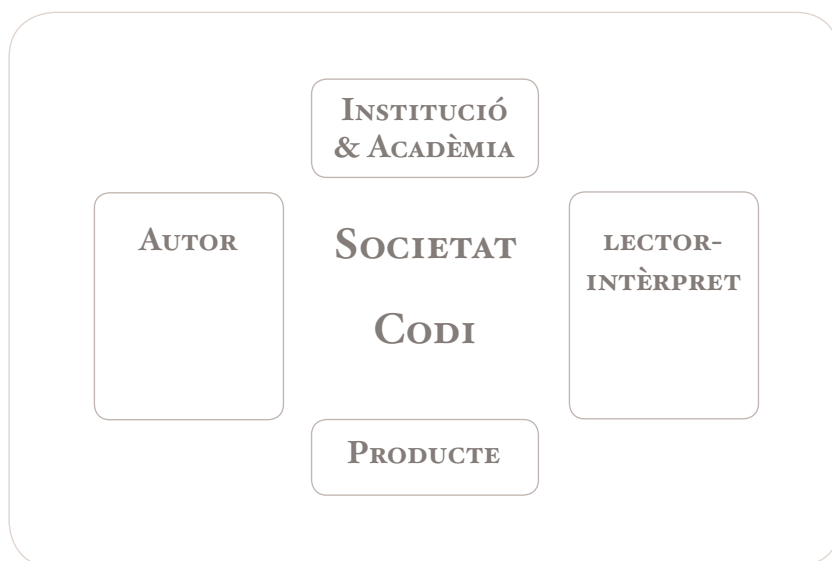 Institució
& Acadèmia
Autor
Societat
lector-
intèrpret
Codi
Producte